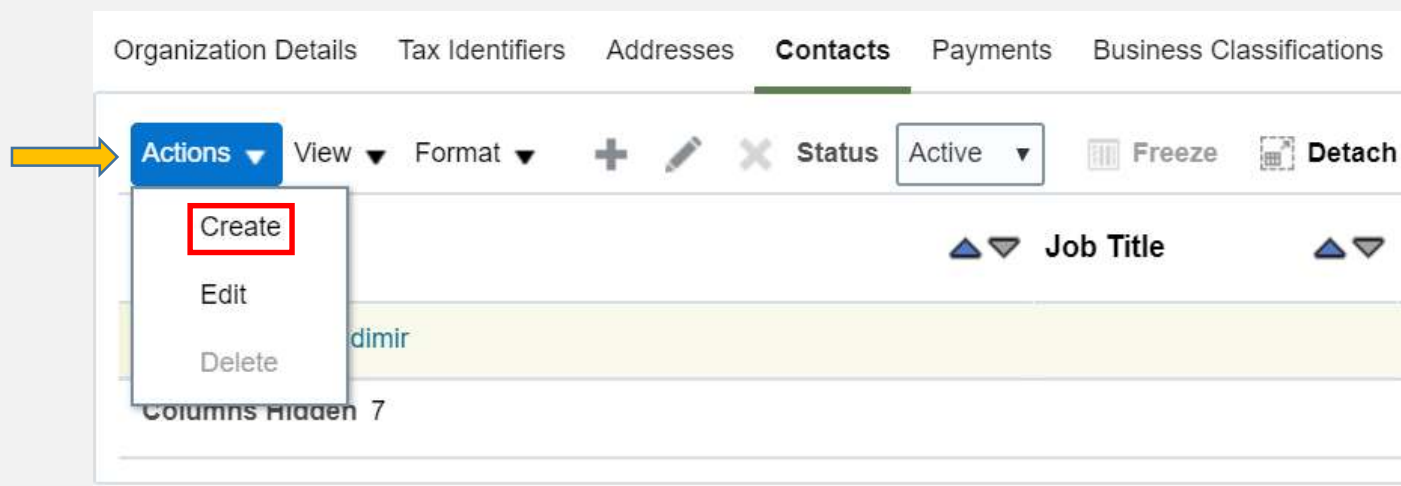 Organization Details Tax Identifiers Addresses Contacts Payments Business Classifications
Actions View Format Status Active Freeze Detach
Create
Job Title
Edit
dimir
Delete
Columns Hidden 7